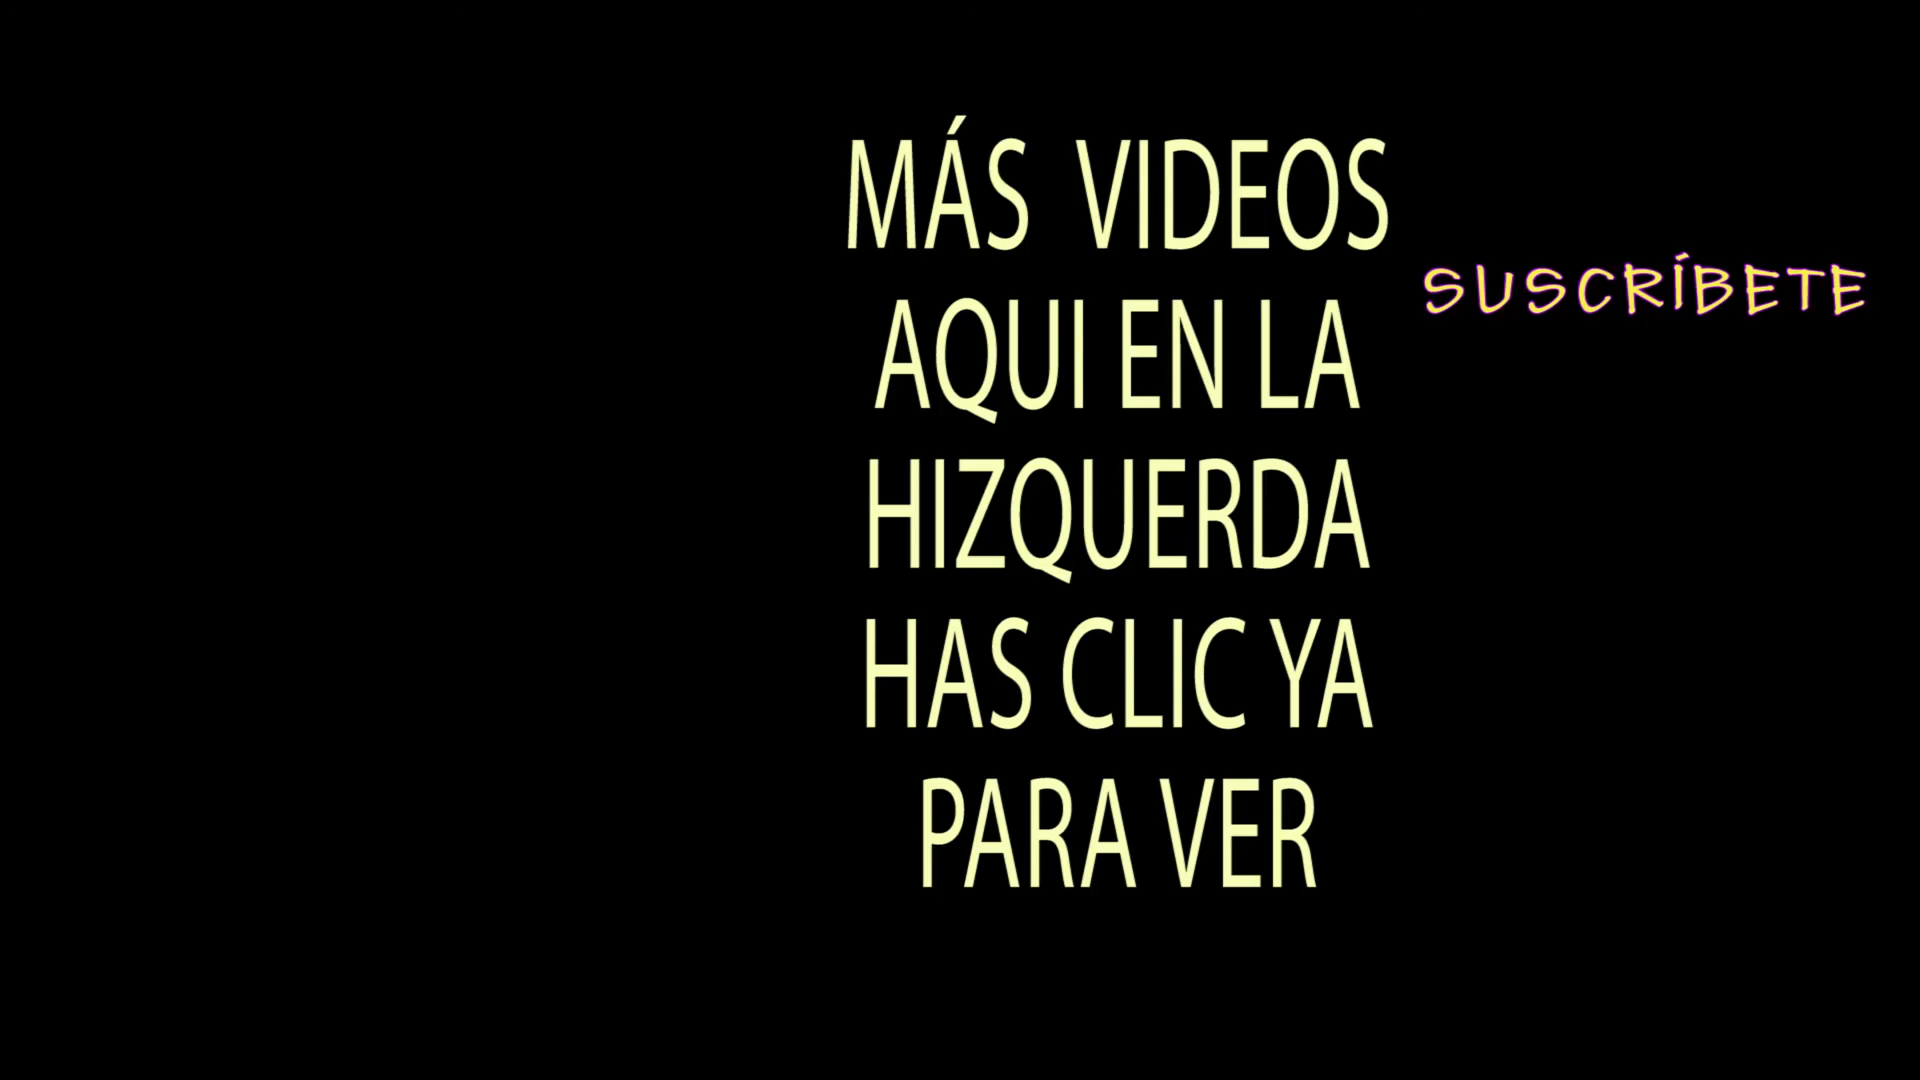 MÁS VIDEOS
AQUI EN LA
HIZQUERDA
HAS CLIC YA
PARA VER
SUSCRÍBETE